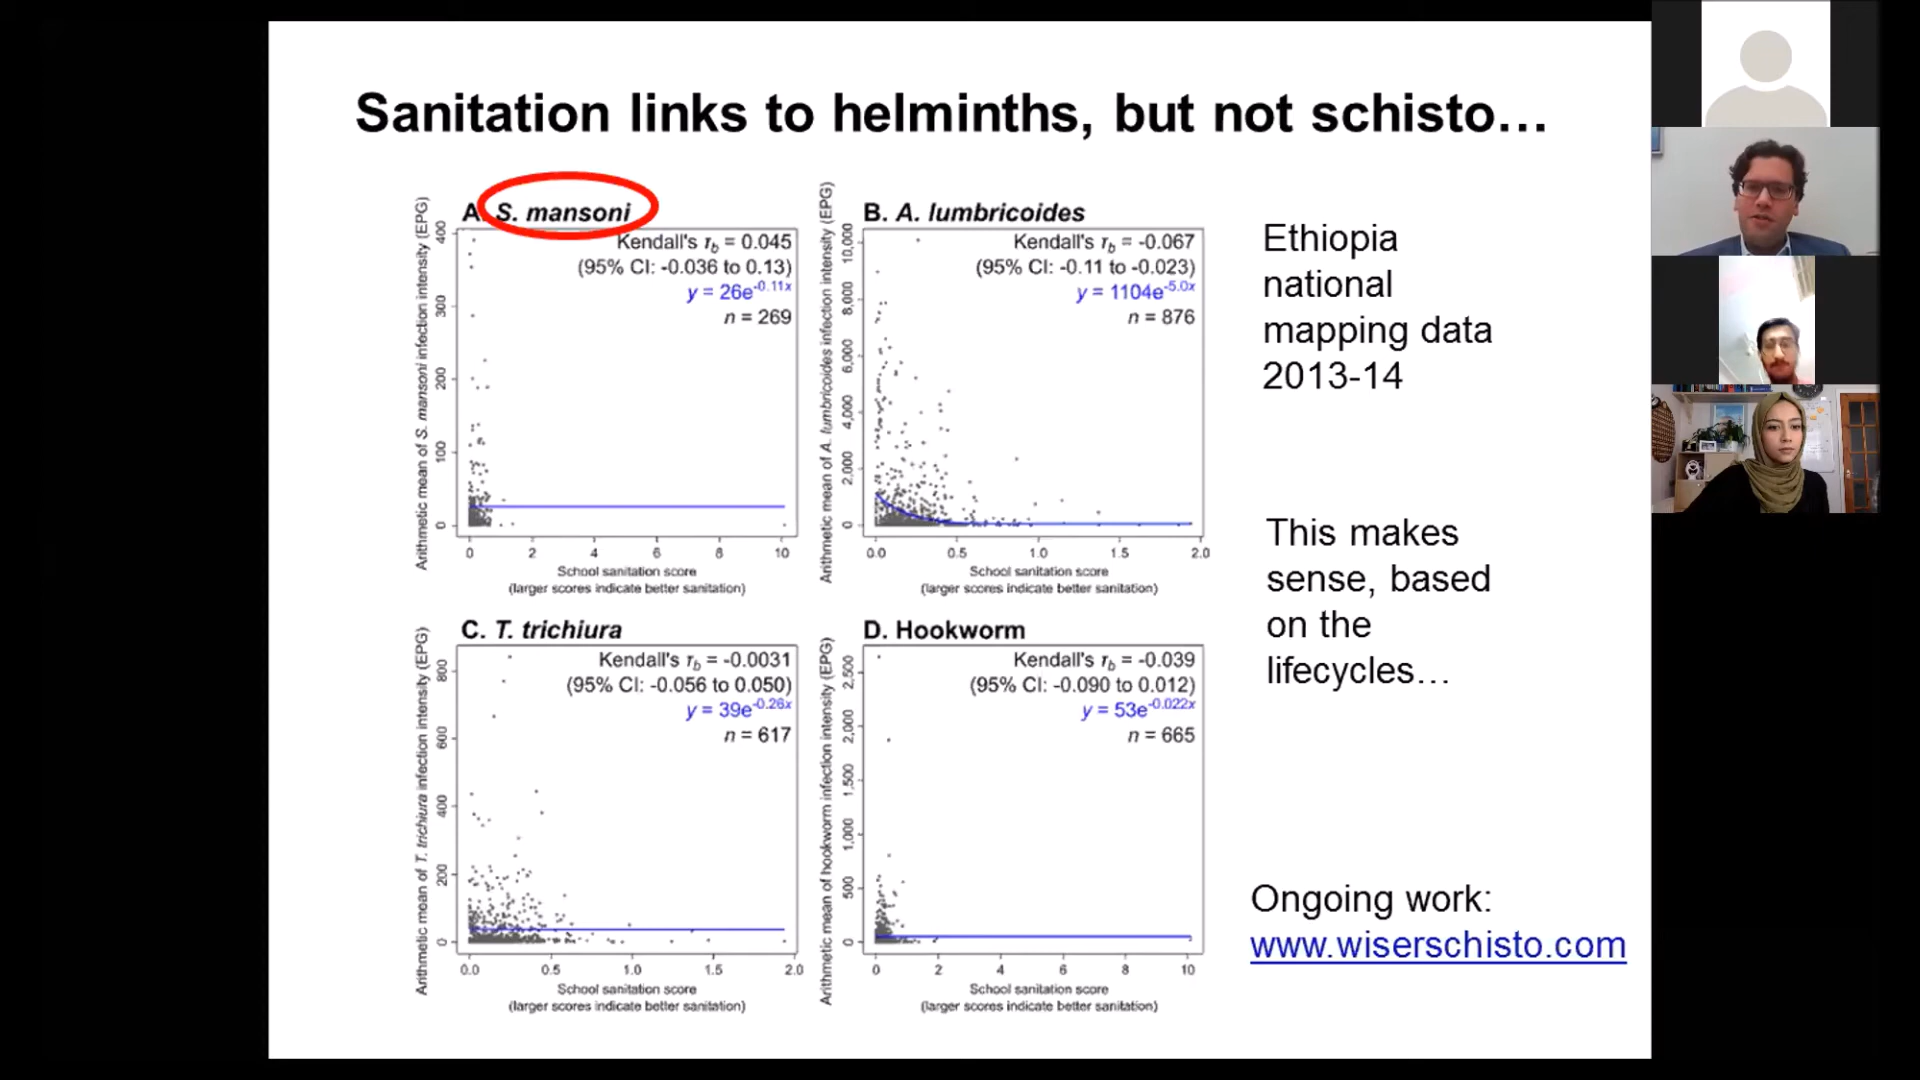 Sanitation links to helminths, but not schisto…
A. S. mansoni
Kendall's τb = 0.045
(95% CI: -0.036 to 0.13)
y = 26e-0.11x
n = 269
Arithmetic mean of S. mansoni infection intensity (EPG)
400
300
200
100
0
0 2 4 6 8 10
School sanitation score
(larger scores indicate better sanitation)
B. A. lumbricoides
Kendall's τb = -0.067
(95% CI: -0.11 to -0.023)
y = 1104e-5.0x
n = 876
Arithmetic mean of A. lumbricoides infection intensity (EPG)
10,000
8,000
6,000
4,000
2,000
0
0.0 0.5 1.0 1.5 2.0
School sanitation score
(larger scores indicate better sanitation)
C. T. trichiura
Kendall's τb = -0.0031
(95% CI: -0.056 to 0.050)
y = 39e-0.26x
n = 617
Arithmetic mean of T. trichiura infection intensity (EPG)
800
600
400
200
0
0.0 0.5 1.0 1.5 2.0
School sanitation score
(larger scores indicate better sanitation)
D. Hookworm
Kendall's τb = -0.039
(95% CI: -0.090 to 0.012)
y = 53e-0.022x
n = 665
Arithmetic mean of hookworm infection intensity (EPG)
2,500
2,000
1,500
1,000
500
0
0 2 4 6 8 10
School sanitation score
(larger scores indicate better sanitation)
Ethiopia
national
mapping data
2013-14
This makes
sense, based
on the
lifecycles…
Ongoing work:
www.wiserschisto.com